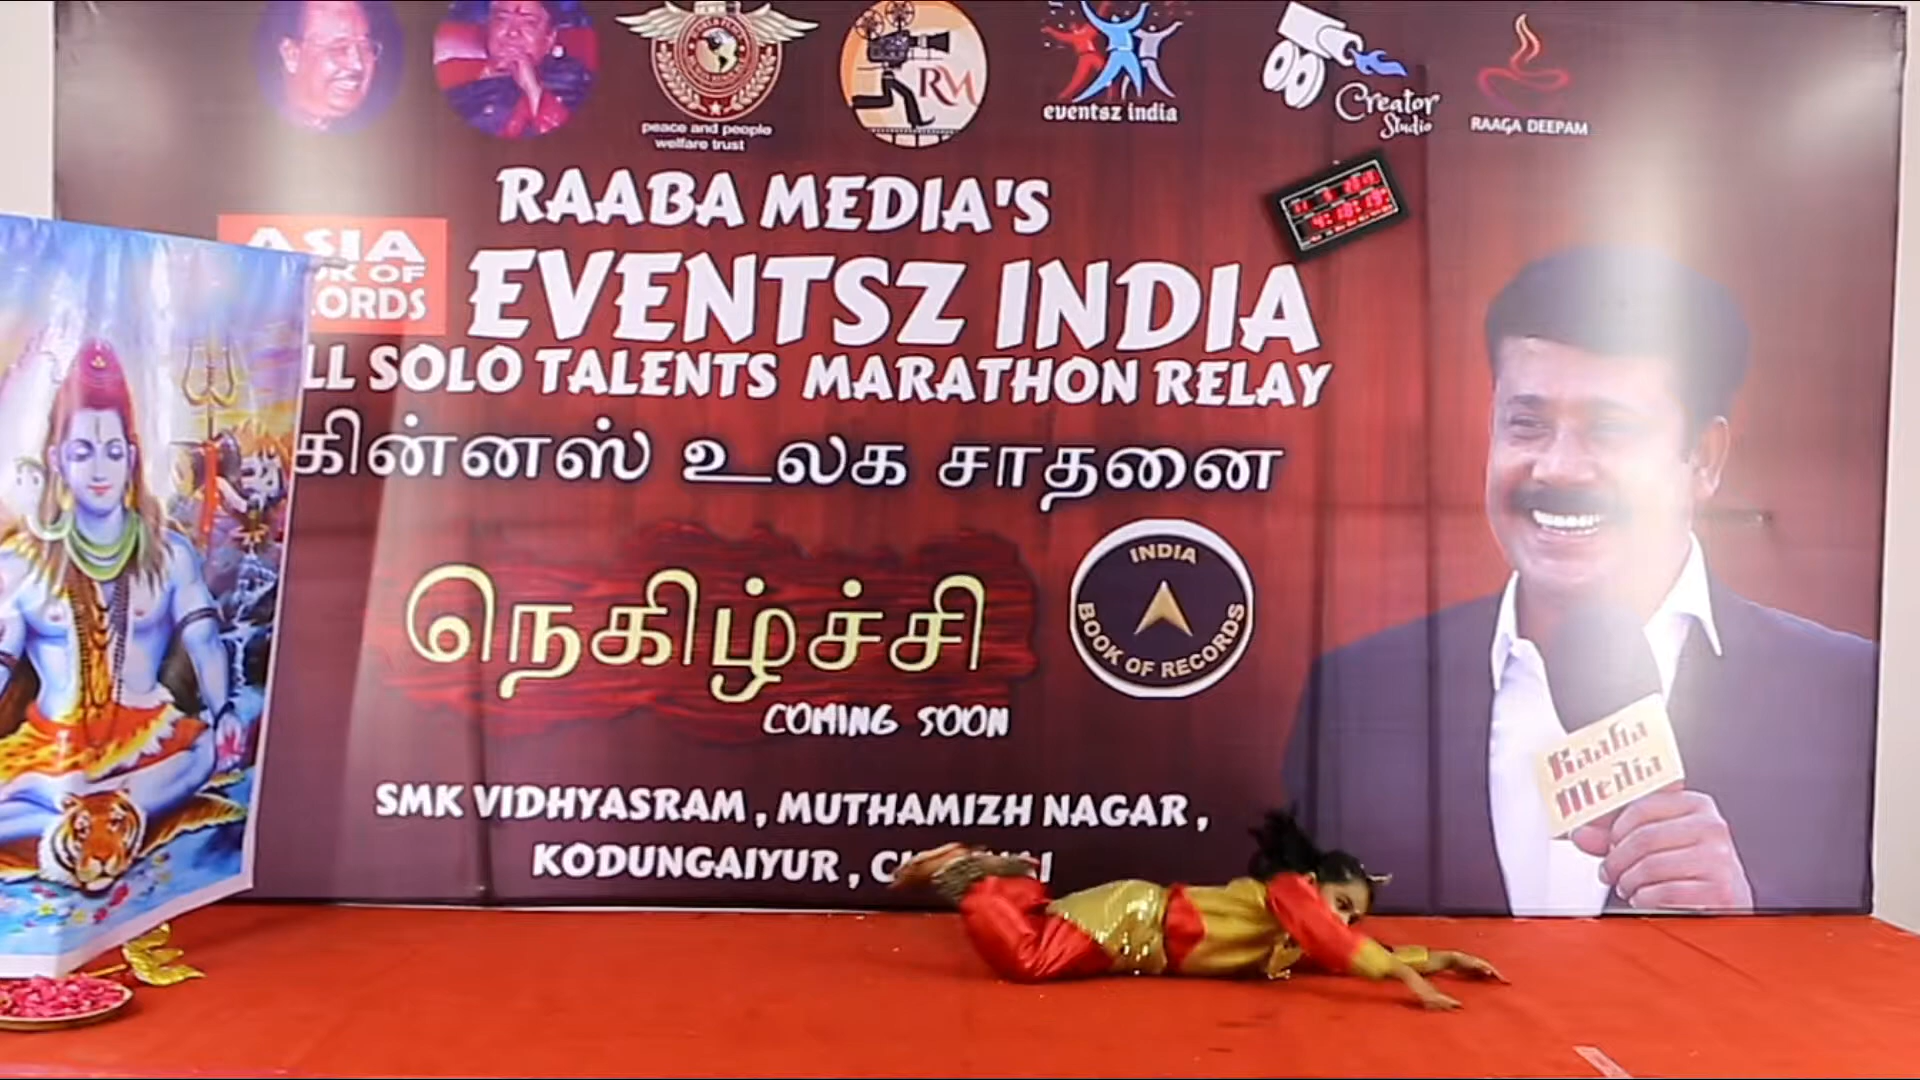 peace and people
welfare trust
RM
eventsz india
Creator
Studio
RAAGA DEEPAM
RAABA MEDIA'S
ASIA
OF
EVENTSZ INDIA
SOLO TALENTS MARATHON RELAY
கின்னஸ் உலக சாதனை
நெகிழ்ச்சி
COMING SOON
INDIA
BOOK OF RECORDS
Raaba
Media
SMK VIDHYASRAM , MUTHAMIZH NAGAR ,
KODUNGAIYUR ,